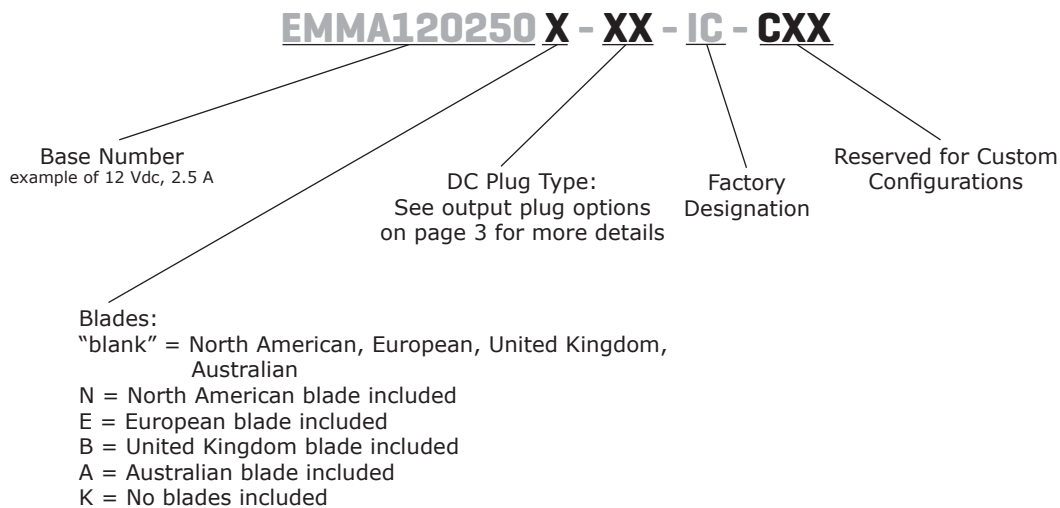 EMMA120250 X - XX - IC - CXX
Base Number
example of 12 Vdc, 2.5 A
DC Plug Type:
See output plug options
on page 3 for more details
Factory
Designation
Reserved for Custom
Configurations
Blades:
“blank” = North American, European, United Kingdom,
Australian
N = North American blade included
E = European blade included
B = United Kingdom blade included
A = Australian blade included
K = No blades included